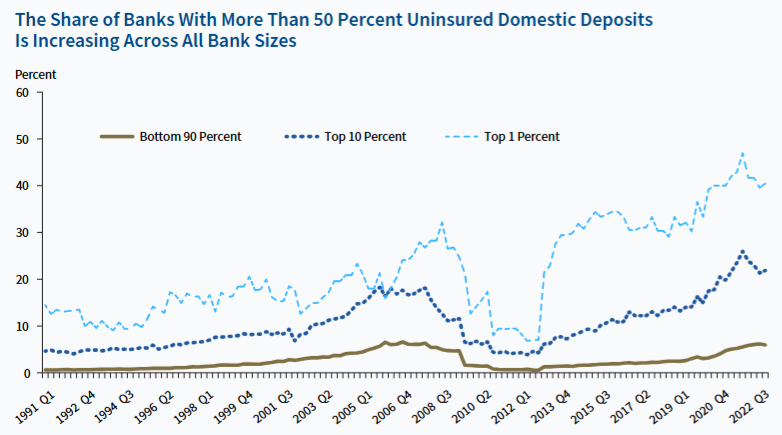 The Share of Banks With More Than 50 Percent Uninsured Domestic Deposits
Is Increasing Across All Bank Sizes
Percent
60
Bottom 90 Percent Top 10 Percent Top 1 Percent
50
40
30
20
10
0
1991 Q1 1992 Q4 1994 Q3 1996 Q2 1998 Q1 1999 Q4 2001 Q3 2003 Q2 2005 Q1 2006 Q4 2008 Q3 2010 Q2 2012 Q1 2013 Q4 2015 Q3 2017 Q2 2019 Q1 2020 Q4 2022 Q3